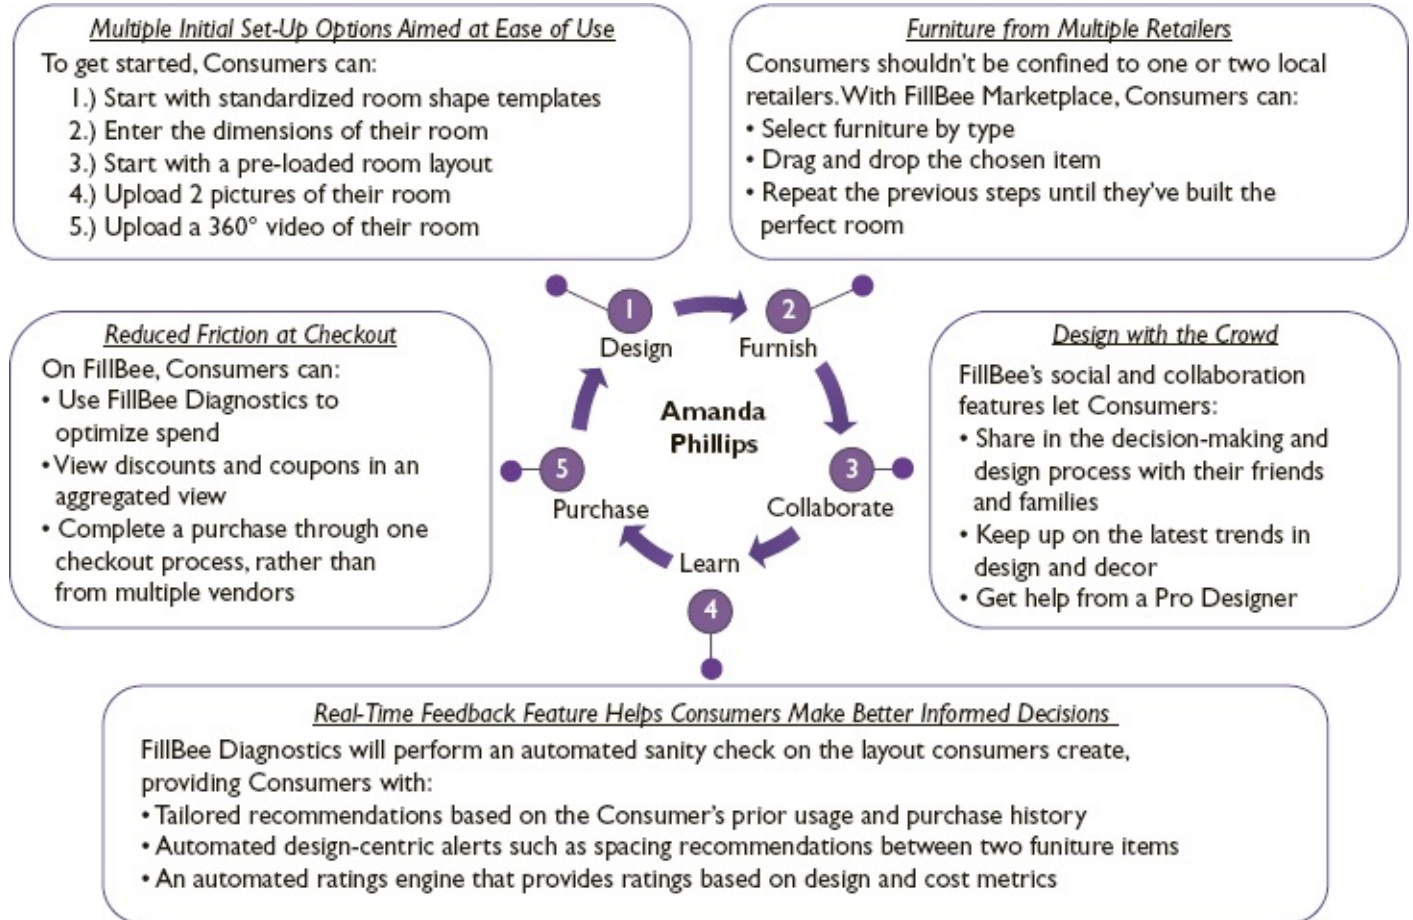 Multiple Initial Set-Up Options Aimed at Ease of Use
To get started, Consumers can:
1.) Start with standardized room shape templates
2.) Enter the dimensions of their room
3.) Start with a pre-loaded room layout
4.) Upload 2 pictures of their room
5.) Upload a 360° video of their room
Furniture from Multiple Retailers
Consumers shouldn't be confined to one or two local
retailers. With FillBee Marketplace, Consumers can:
• Select furniture by type
• Drag and drop the chosen item
• Repeat the previous steps until they've built the
perfect room
1
Design
2
Furnish
Amanda
Phillips
3
Collaborate
Learn
4
5
Purchase
Reduced Friction at Checkout
On FillBee, Consumers can:
• Use FillBee Diagnostics to
optimize spend
• View discounts and coupons in an
aggregated view
• Complete a purchase through one
checkout process, rather than
from multiple vendors
Design with the Crowd
FillBee's social and collaboration
features let Consumers:
• Share in the decision-making and
design process with their friends
and families
• Keep up on the latest trends in
design and decor
• Get help from a Pro Designer
Real-Time Feedback Feature Helps Consumers Make Better Informed Decisions
FillBee Diagnostics will perform an automated sanity check on the layout consumers create,
providing Consumers with:
• Tailored recommendations based on the Consumer's prior usage and purchase history
• Automated design-centric alerts such as spacing recommendations between two funiture items
• An automated ratings engine that provides ratings based on design and cost metrics